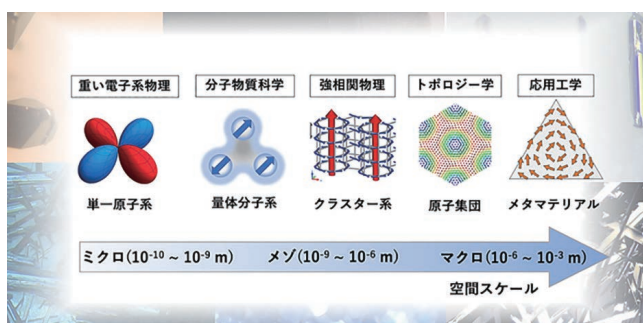 重い電子系物理
分子物質科学
強相関物理
トポロジー学
応用工学
単一原子系
量体分子系
クラスター系
原子集団
メタマテリアル
ミクロ(10⁻¹⁰ ~ 10⁻⁹ m)
メゾ(10⁻⁹ ~ 10⁻⁶ m)
マクロ(10⁻⁶ ~ 10⁻³ m)
空間スケール